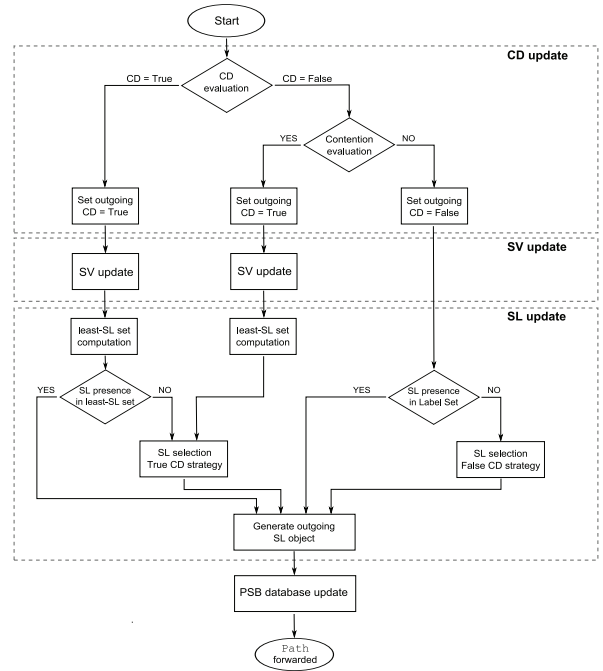 Start
CD update
CD
evaluation
CD = True
CD = False
Contention
evaluation
YES
NO
Set outgoing
CD = True
Set outgoing
CD = True
Set outgoing
CD = False
SV update
SV update
SV update
SL update
least-SL set
computation
least-SL set
computation
YES
SL presence
in least-SL set
NO
YES
SL presence
in Label Set
NO
SL selection
True CD strategy
SL selection
False CD strategy
Generate outgoing
SL object
PSB database update
Path
forwarded